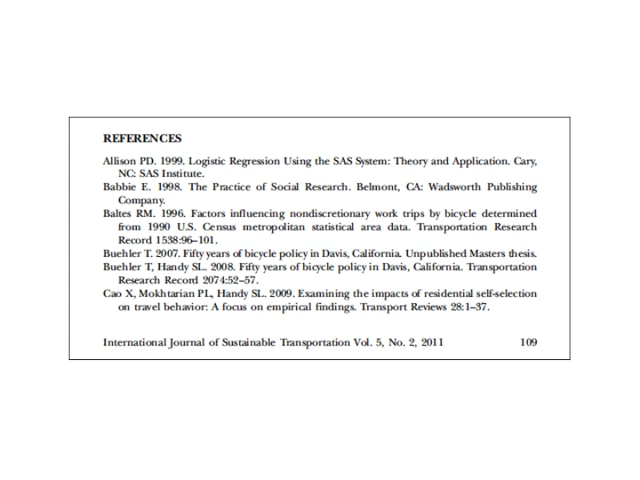 REFERENCES
Allison PD. 1999. Logistic Regression Using the SAS System: Theory and Application. Cary,
NC: SAS Institute.
Babbie E. 1998. The Practice of Social Research. Belmont, CA: Wadsworth Publishing
Company.
Baltes RM. 1996. Factors influencing nondiscretionary work trips by bicycle determined
from 1990 U.S. Census metropolitan statistical area data. Transportation Research
Record 1538:96–101.
Buehler T. 2007. Fifty years of bicycle policy in Davis, California. Unpublished Masters thesis.
Buehler T, Handy SL. 2008. Fifty years of bicycle policy in Davis, California. Transportation
Research Record 2074:52–57.
Cao X, Mokhtarian PL, Handy SL. 2009. Examining the impacts of residential self-selection
on travel behavior: A focus on empirical findings. Transport Reviews 28:1–37.
International Journal of Sustainable Transportation Vol. 5, No. 2, 2011 109